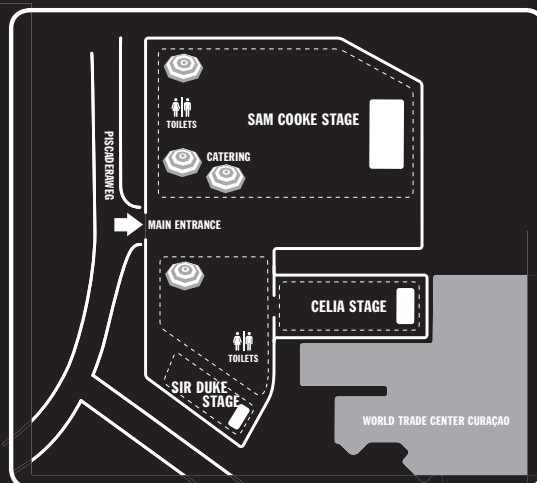 TOILETS
SAM COOKE STAGE
PISCADERAWEG
CATERING
MAIN ENTRANCE
CELIA STAGE
TOILETS
SIR DUKE
STAGE
WORLD TRADE CENTER CURAÇAO